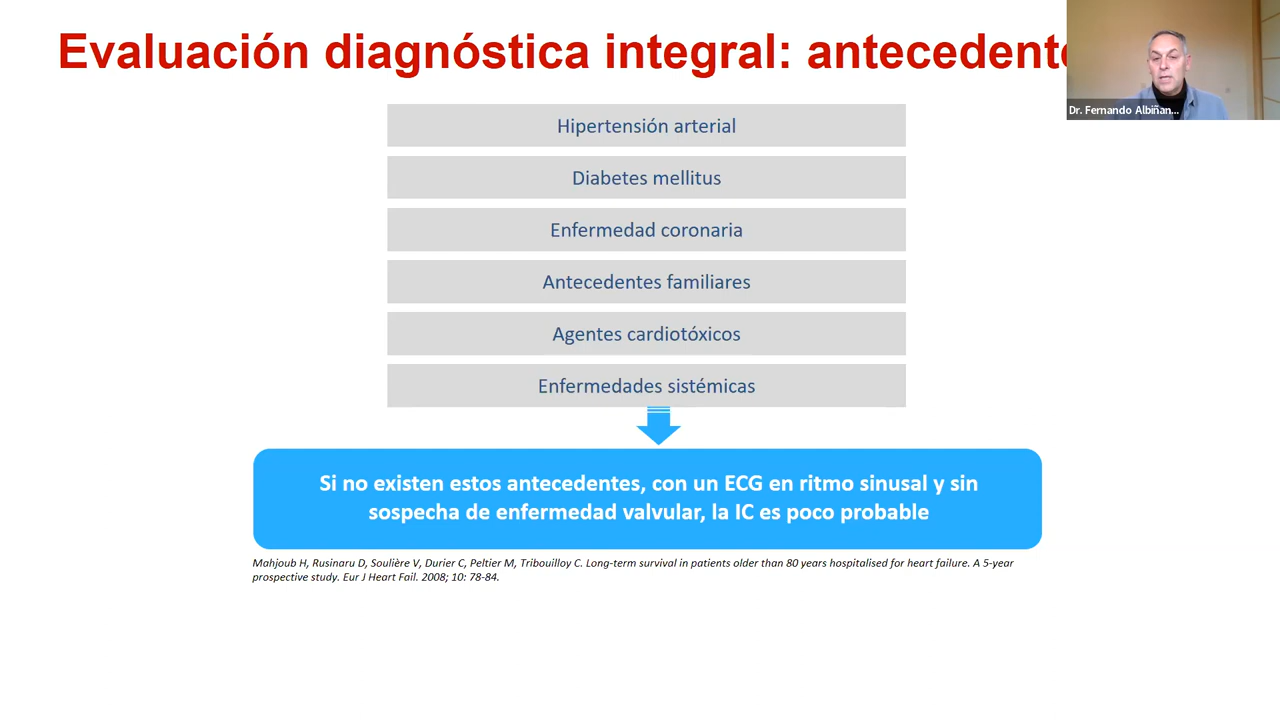 Evaluación diagnóstica integral: antecedent
Dr. Fernando Albiñan...
Hipertensión arterial
Diabetes mellitus
Enfermedad coronaria
Antecedentes familiares
Agentes cardiotóxicos
Enfermedades sistémicas
Si no existen estos antecedentes, con un ECG en ritmo sinusal y sin
sospecha de enfermedad valvular, la IC es poco probable
Mahjoub H, Rusinaru D, Soulière V, Durier C, Peltier M, Tribouilloy C. Long-term survival in patients older than 80 years hospitalised for heart failure. A 5-year
prospective study. Eur J Heart Fail. 2008; 10: 78-84.